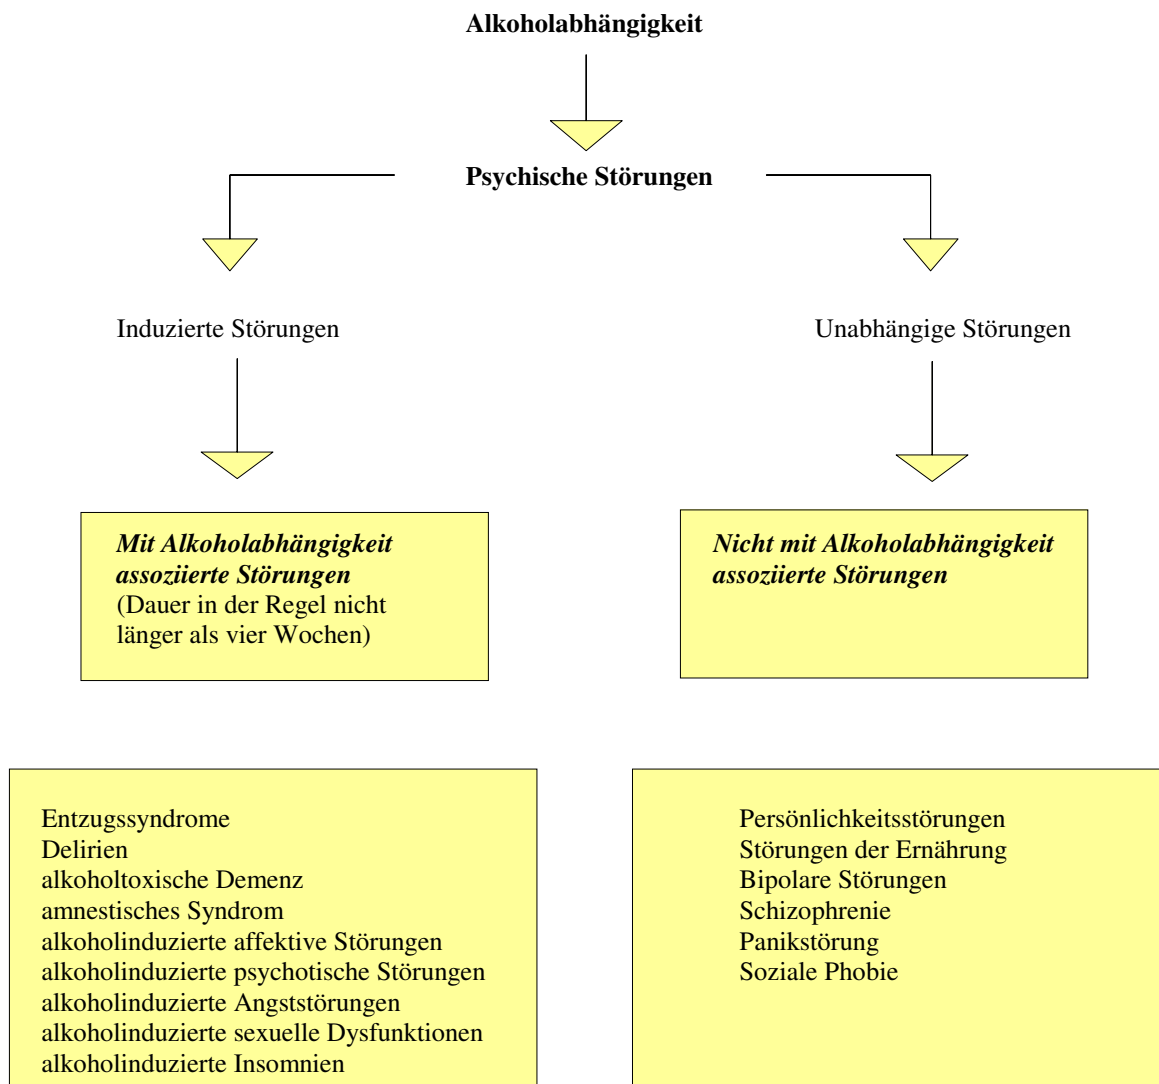 Alkoholabhängigkeit
Psychische Störungen
Induzierte Störungen
Unabhängige Störungen
Mit Alkoholabhängigkeit
assoziierte Störungen
(Dauer in der Regel nicht
länger als vier Wochen)
Nicht mit Alkoholabhängigkeit
assoziierte Störungen
Entzugssyndrome
Delirien
alkoholtoxische Demenz
amnestisches Syndrom
alkoholinduzierte affektive Störungen
alkoholinduzierte psychotische Störungen
alkoholinduzierte Angststörungen
alkoholinduzierte sexuelle Dysfunktionen
alkoholinduzierte Insomnien
Persönlichkeitsstörungen
Störungen der Ernährung
Bipolare Störungen
Schizophrenie
Panikstörung
Soziale Phobie